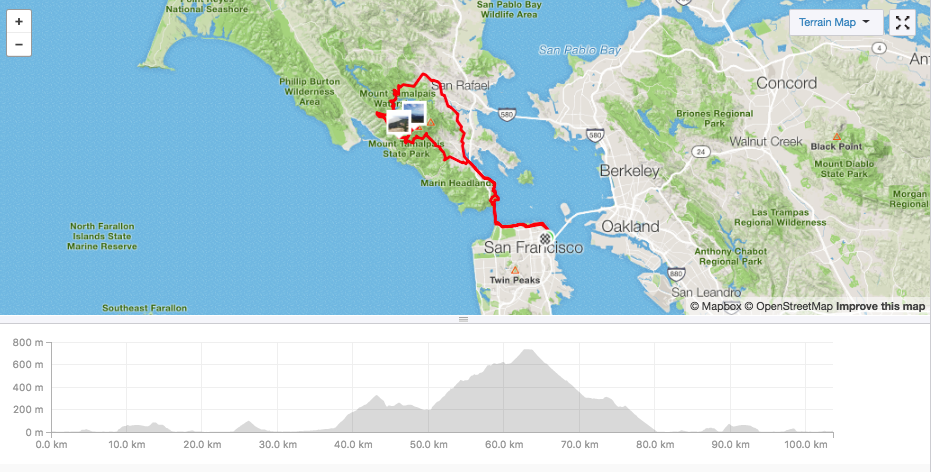 +
−
Terrain Map
Point Reyes
National Seashore
San Pablo Bay
Wildlife Area
San Pablo Bay
4
Phillip Burton
Wilderness
Area
Mount Tamalpais
San Rafael
580
Concord
Briones Regional
Park
580
Walnut Creek
Black Point
24
Mount Tamalpais
State Park
Mount Diablo
State Park
Berkeley
Marin Headlands
Morgan
Regional
Las Trampas
Regional Wilderness
North Farallon
Islands State
Marine Reserve
Oakland
San Francisco
Anthony Chabot
Regional Park
880
Twin Peaks
San Leandro
Southeast Farallon
© Mapbox © OpenStreetMap Improve this map
800 m
600 m
400 m
200 m
0 m
0.0 km 10.0 km 20.0 km 30.0 km 40.0 km 50.0 km 60.0 km 70.0 km 80.0 km 90.0 km 100.0 km